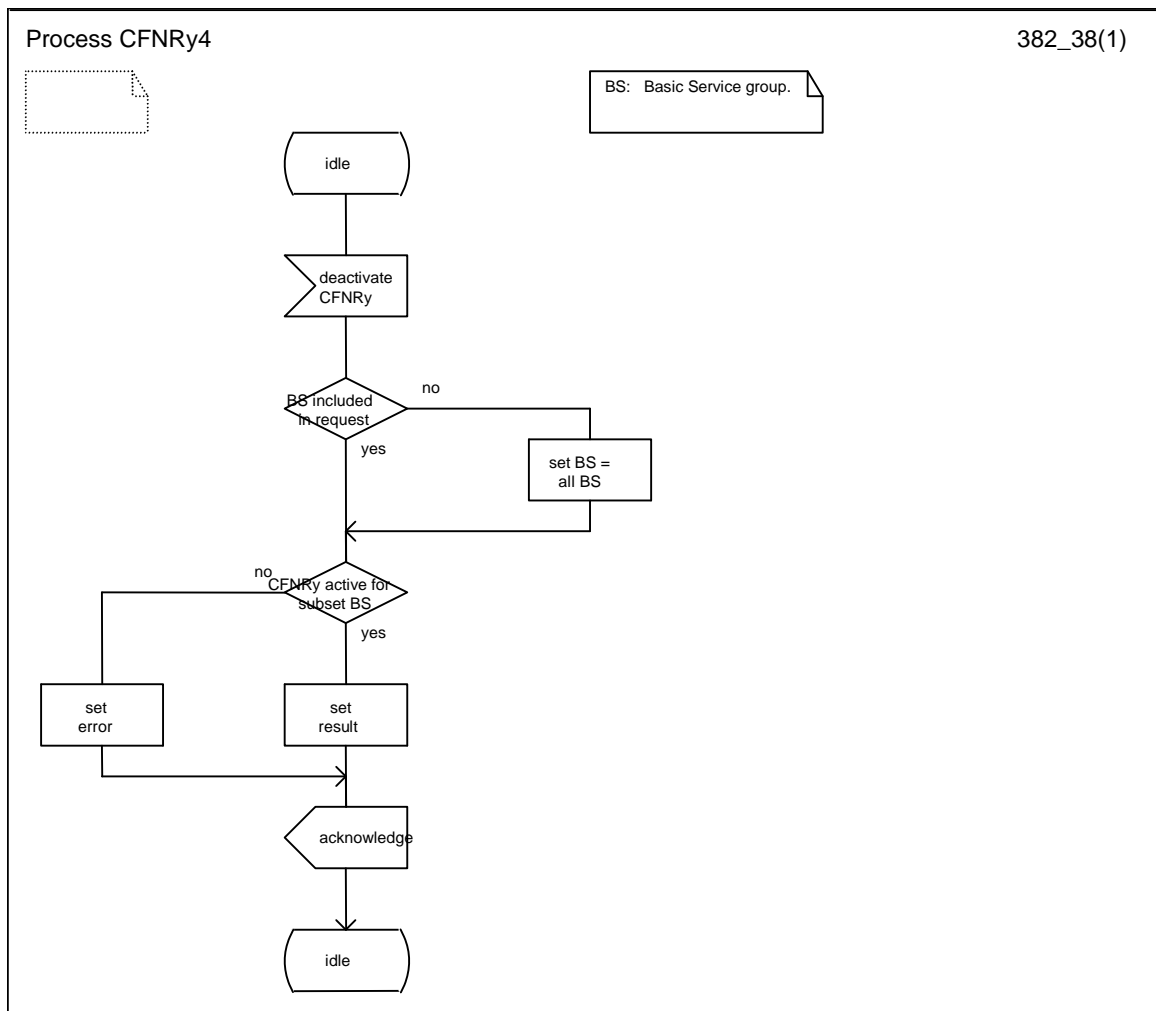 Process CFNRy4
382_38(1)
BS: Basic Service group.
idle
deactivate
CFNRy
BS included
in request
no
yes
set BS =
all BS
no
CFNRy active for
subset BS
yes
set
error
set
result
acknowledge
idle